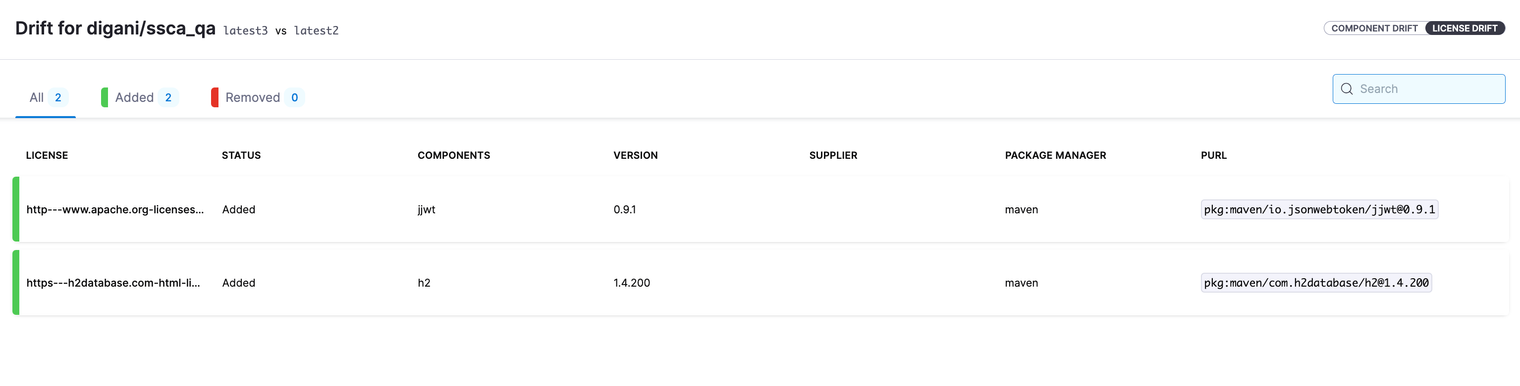 Drift for digani/ssca_qa latest3 vs latest2 COMPONENT DRIFT LICENSE DRIFT
All 2 Added 2 Removed 0 Search
LICENSE STATUS COMPONENTS VERSION SUPPLIER PACKAGE MANAGER PURL
http---www.apache.org-licenses... Added jjwt 0.9.1 maven pkg:maven/io.jsonwebtoken/jjwt@0.9.1
https---h2database.com-html-li... Added h2 1.4.200 maven pkg:maven/com.h2database/h2@1.4.200